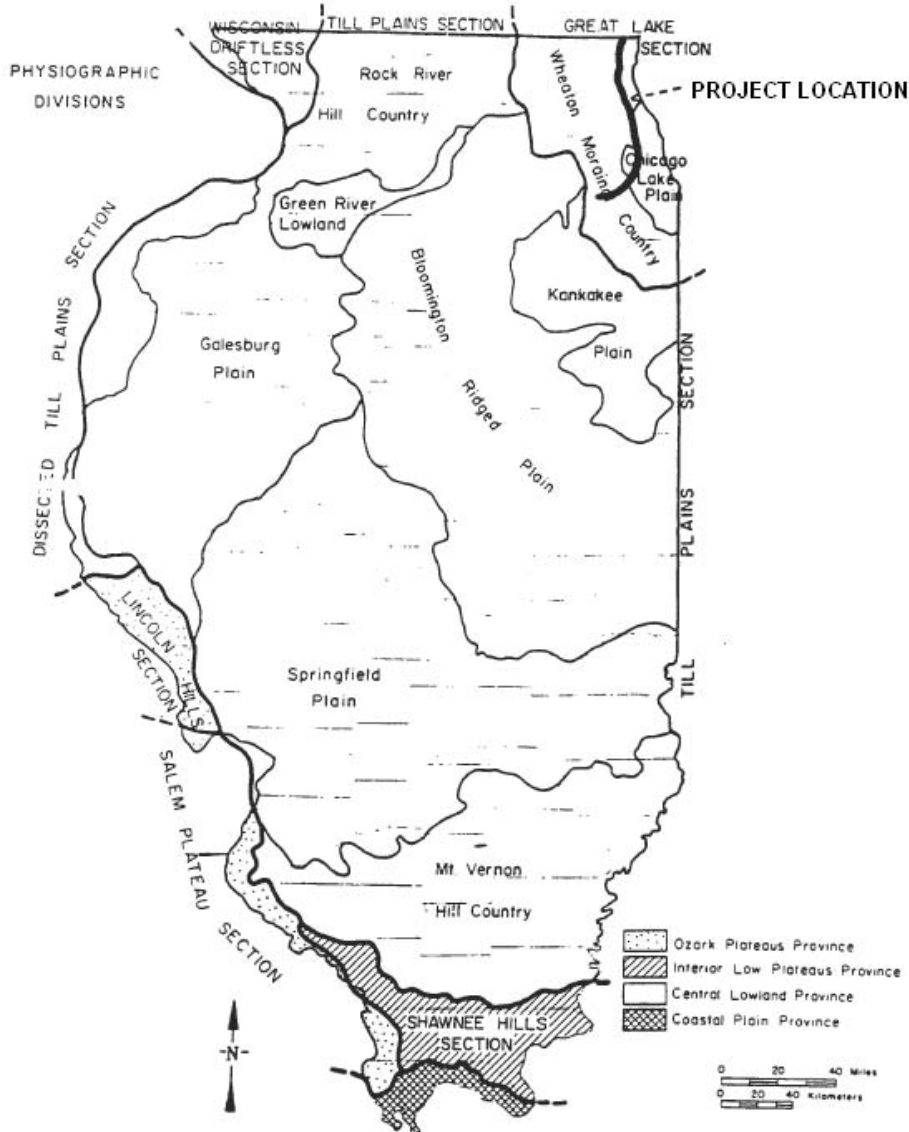 WISCONSIN
DRIFTLESS
SECTION
TILL PLAINS SECTION
GREAT LAKE
SECTION
PHYSIOGRAPHIC
DIVISIONS
Rock River
Hill Country
Wheaton
Morainal
Country
PROJECT LOCATION
Chicago
Lake
Plain
Green River
Lowland
DISSECTED TILL PLAINS SECTION
Bloomington
Ridged
Plain
Kankakee
Plain
Galesburg
Plain
TILL PLAINS SECTION
LINCOLN HILLS
SECTION
Springfield
Plain
SALEM PLATEAU SECTION
Mt. Vernon
Hill Country
Ozark Plateaus Province
Interior Low Plateaus Province
Central Lowland Province
Coastal Plain Province
SHAWNEE HILLS
SECTION
-N-
0 20 40 Miles
0 20 40 Kilometers